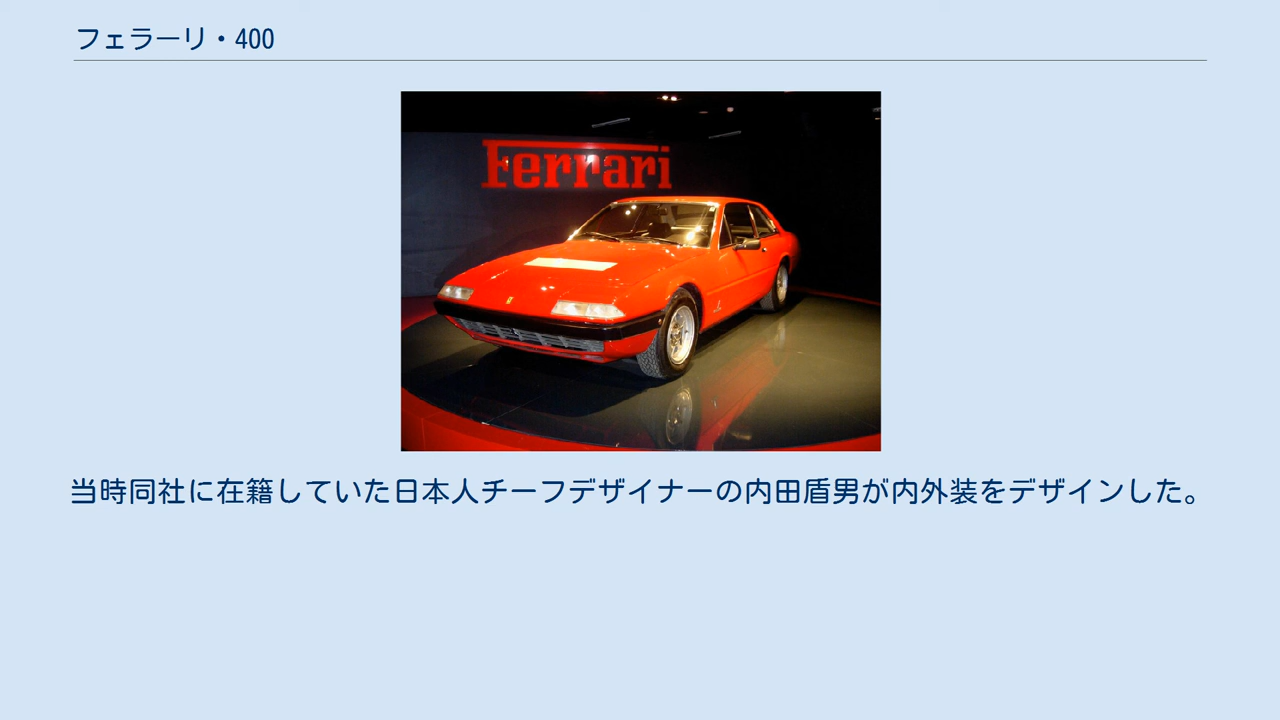 フェラーリ・400
Ferrari
当時同社に在籍していた日本人チーフデザイナーの内田盾男が内外装をデザインした。